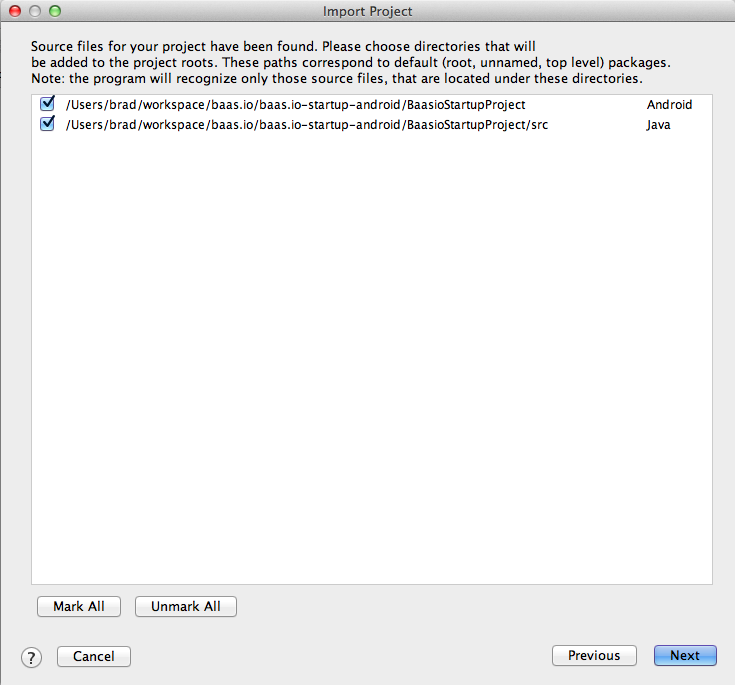 Import Project
Source files for your project have been found. Please choose directories that will
be added to the project roots. These paths correspond to default (root, unnamed, top level) packages.
Note: the program will recognize only those source files, that are located under these directories.
/Users/brad/workspace/baas.io/baas.io-startup-android/BaasioStartupProject Android
/Users/brad/workspace/baas.io/baas.io-startup-android/BaasioStartupProject/src Java
Mark All Unmark All
? Cancel Previous Next